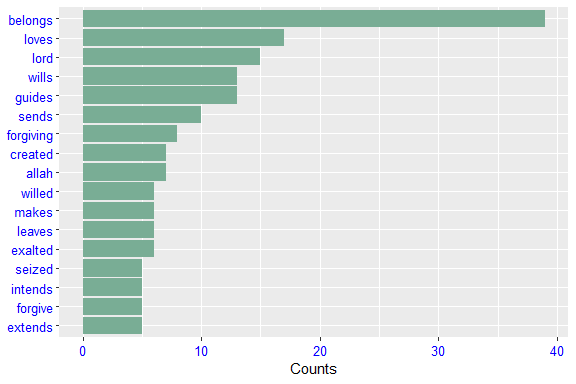 belongs
loves
lord
wills
guides
sends
forgiving
created
allah
willed
makes
leaves
exalted
seized
intends
forgive
extends
0 10 20 30 40
Counts